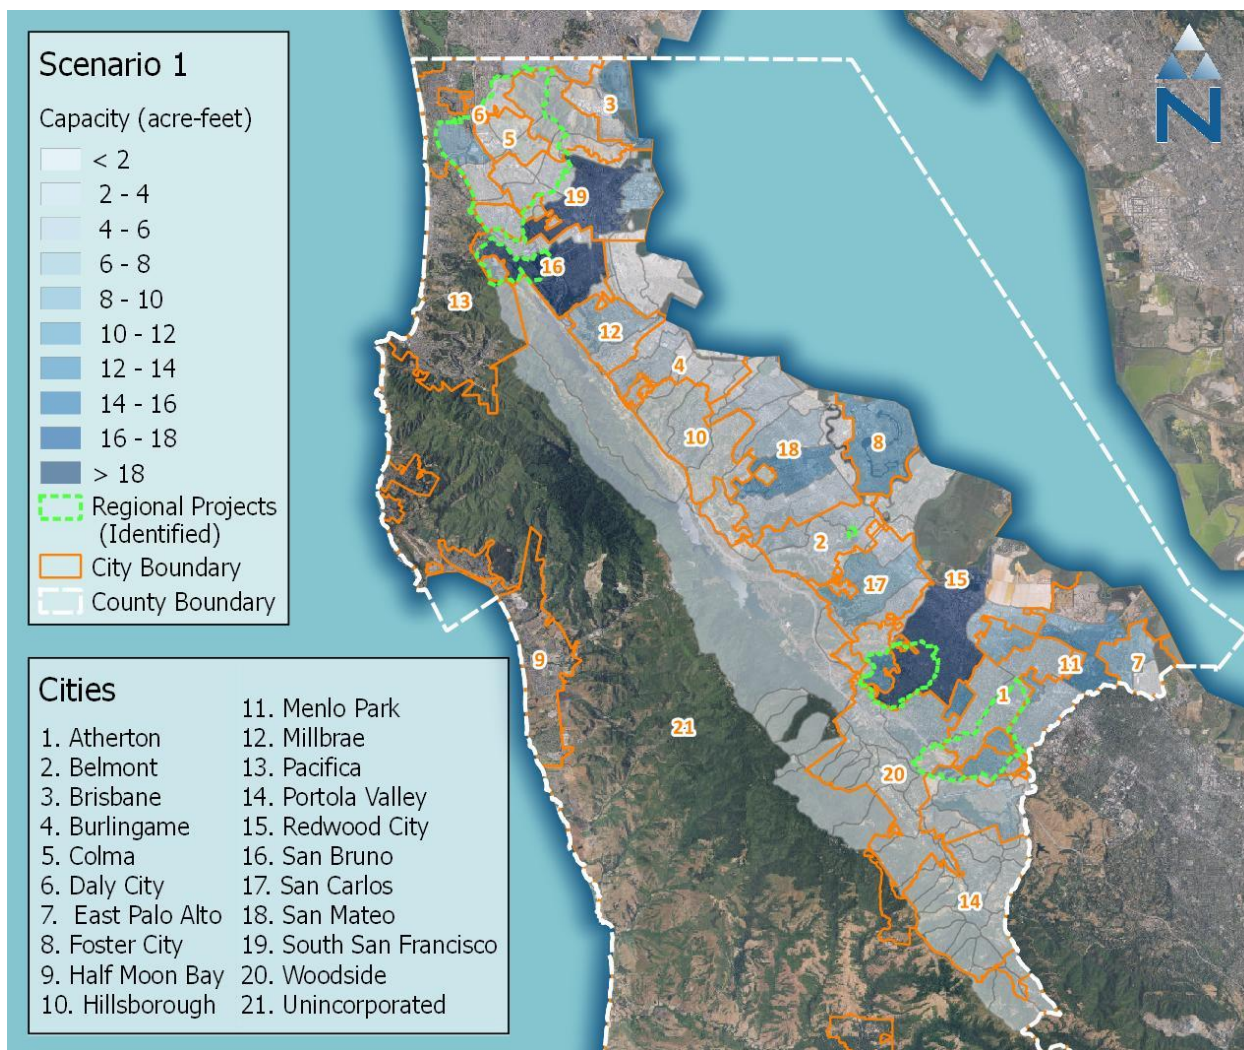 Scenario 1
Capacity (acre-feet)
< 2
2 - 4
4 - 6
6 - 8
8 - 10
10 - 12
12 - 14
14 - 16
16 - 18
> 18
Regional Projects
(Identified)
City Boundary
County Boundary
Cities
1. Atherton
2. Belmont
3. Brisbane
4. Burlingame
5. Colma
6. Daly City
7. East Palo Alto
8. Foster City
9. Half Moon Bay
10. Hillsborough
11. Menlo Park
12. Millbrae
13. Pacifica
14. Portola Valley
15. Redwood City
16. San Bruno
17. San Carlos
18. San Mateo
19. South San Francisco
20. Woodside
21. Unincorporated
N
3
6
5
19
16
13
12
4
10
18
8
2
17
15
9
11
7
1
21
20
14